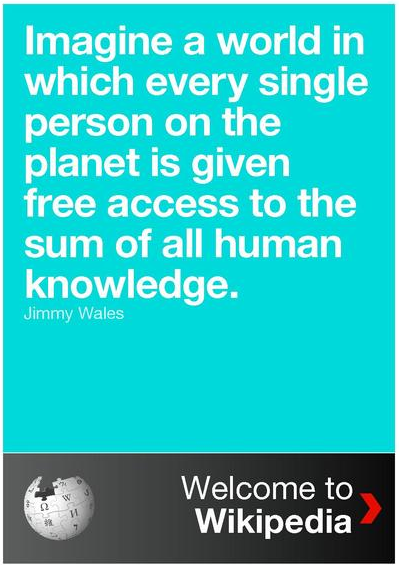 Imagine a world in
which every single
person on the
planet is given
free access to the
sum of all human
knowledge.
Jimmy Wales
Ω W
И
Welcome to
Wikipedia